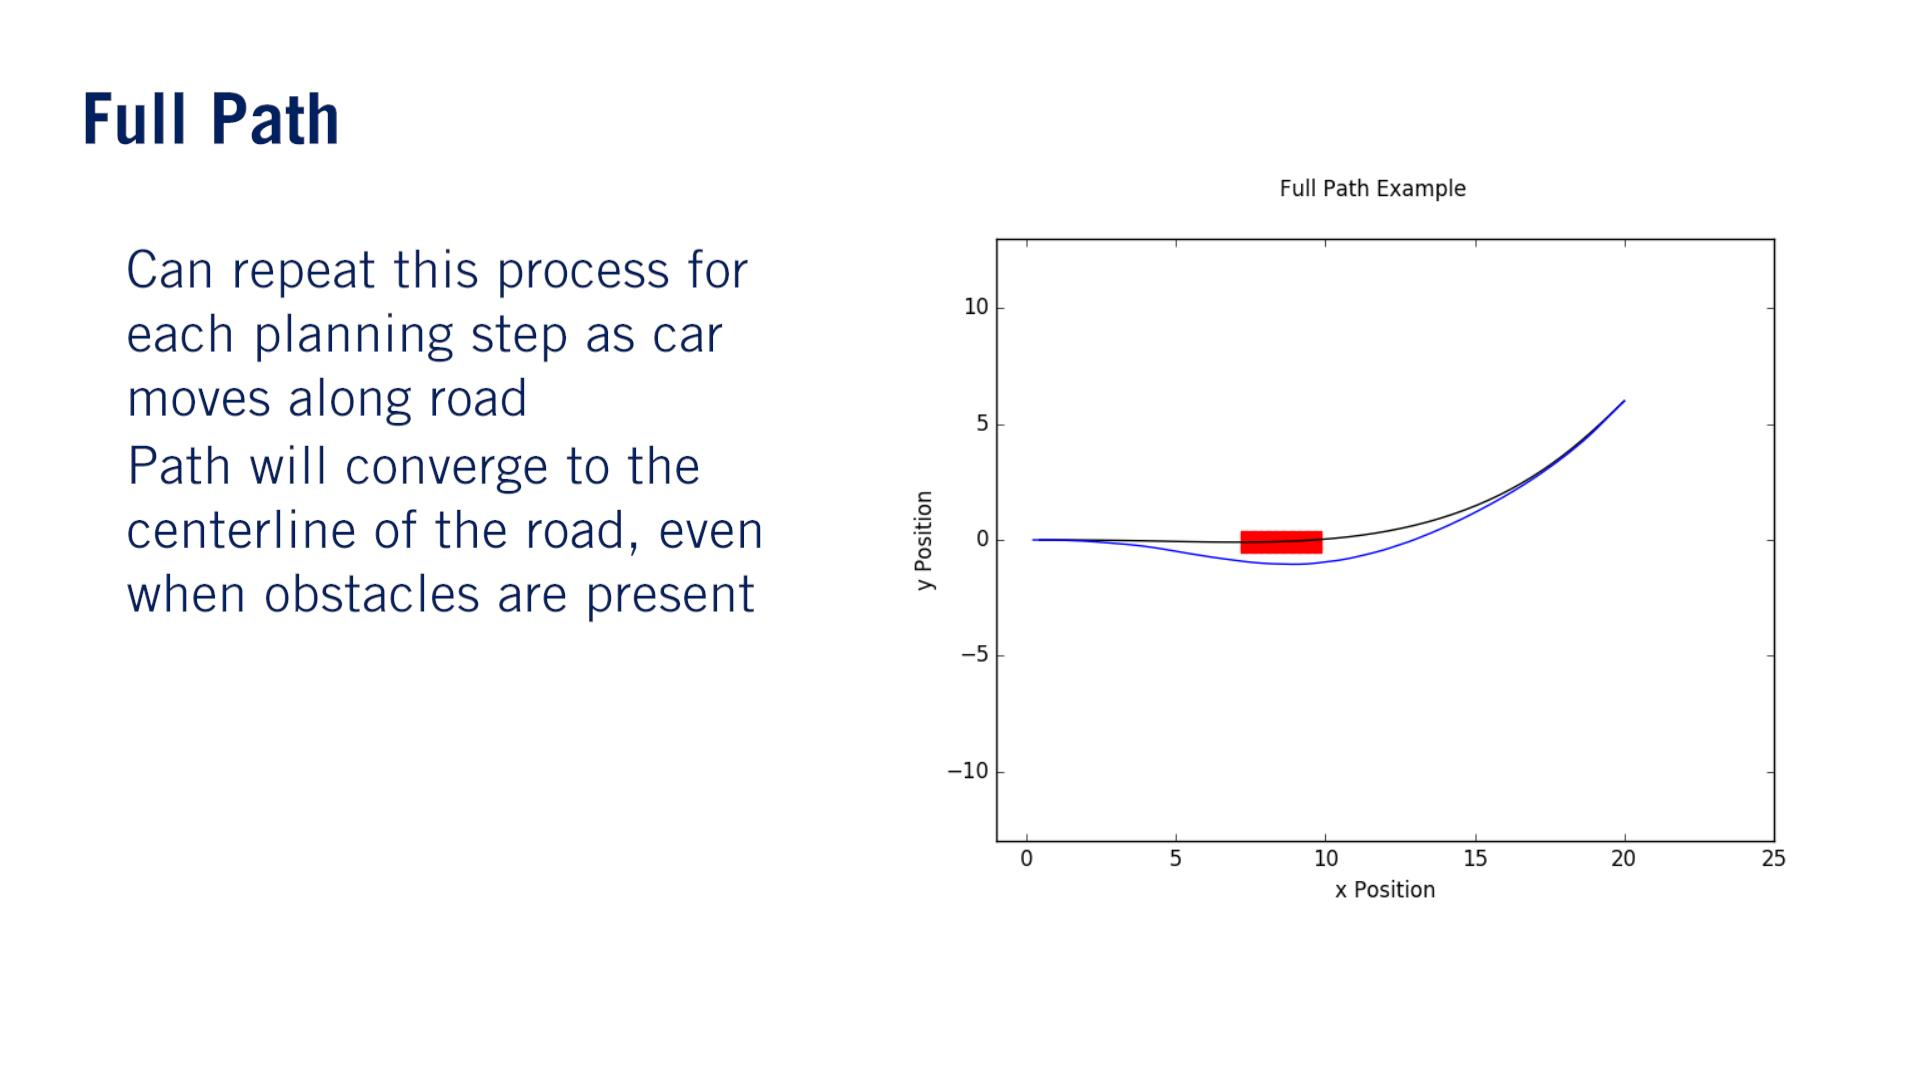 Full Path
Can repeat this process for
each planning step as car
moves along road
Path will converge to the
centerline of the road, even
when obstacles are present
Full Path Example
10
5
0
−5
−10
y Position
0 5 10 15 20 25
x Position